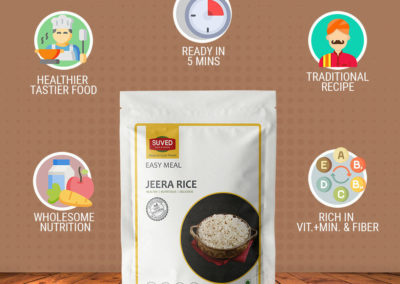 READY IN
5 MINS
HEALTHIER
TASTIER FOOD
TRADITIONAL
RECIPE
SUVED
EASY MEAL
JEERA RICE
WHOLESOME
NUTRITION
E
A
B
B
D
C
RICH IN
VIT.+MIN. & FIBER